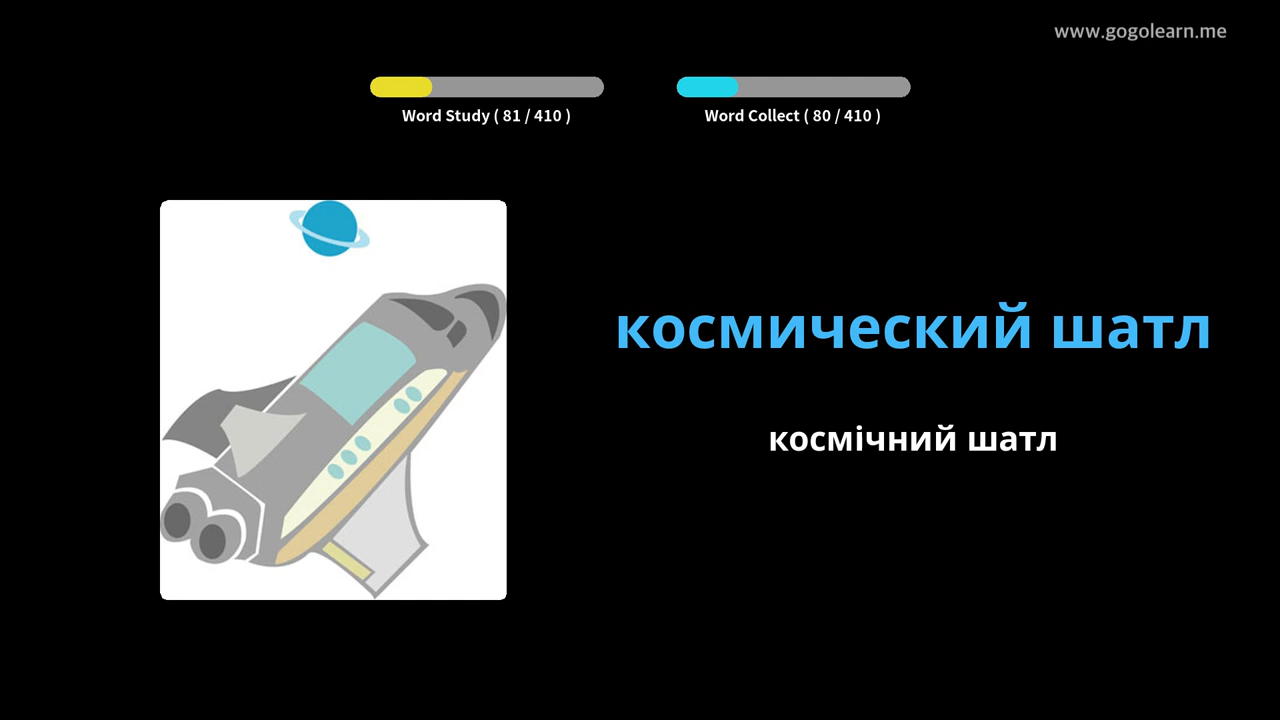 www.gogolearn.me
Word Study ( 81 / 410 )
Word Collect ( 80 / 410 )
космический шатл
космічний шатл